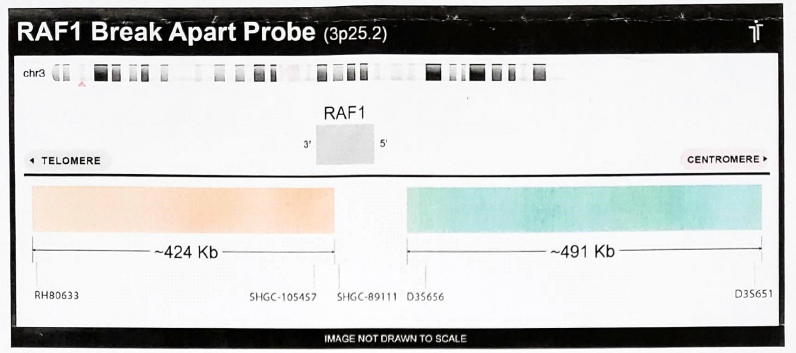 RAF1 Break Apart Probe (3p25.2)
chr3
RAF1
3' 5'
◂ TELOMERE CENTROMERE ▸
~424 Kb ~491 Kb
RH80633 SHGC-105457 SHGC-89111 D3S656 D3S651
IMAGE NOT DRAWN TO SCALE